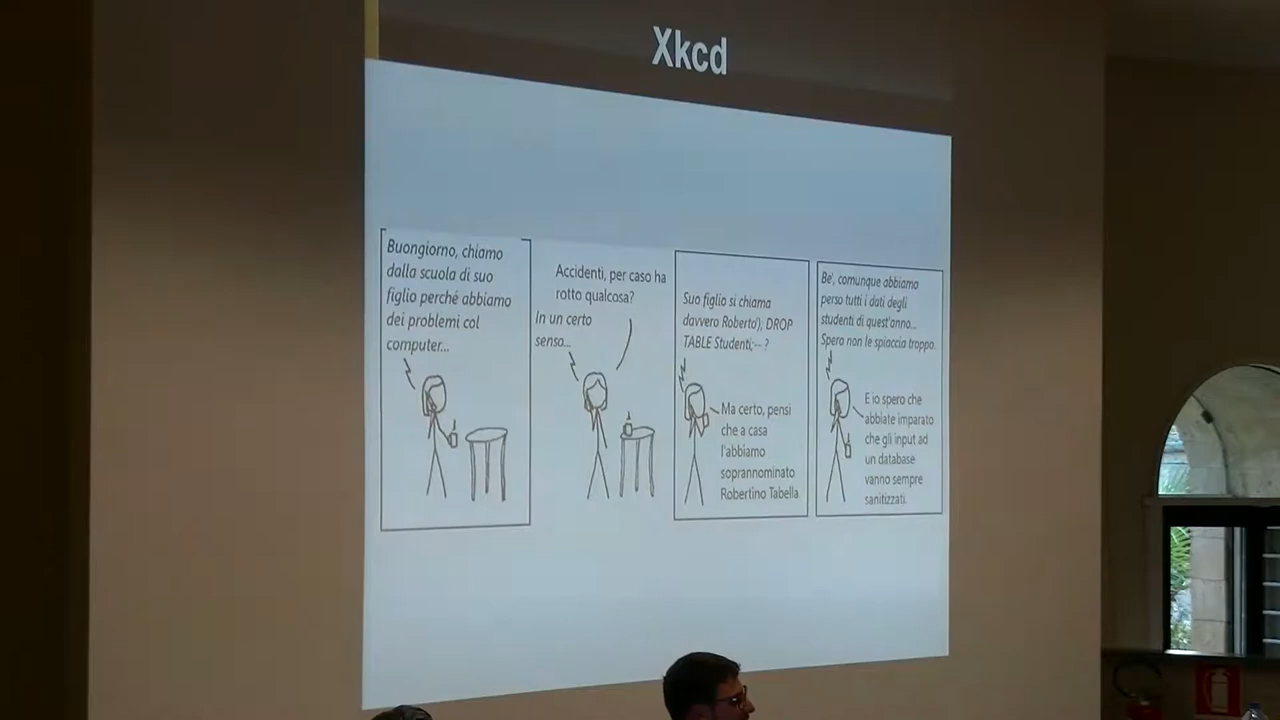 Xkcd
Buongiorno, chiamo
dalla scuola di suo
figlio perché abbiamo
dei problemi col
computer...
Accidenti, per caso ha
rotto qualcosa?
In un certo
senso...
Suo figlio si chiama
davvero Roberto'); DROP
TABLE Studenti;-- ?
Ma certo, pensi
che a casa
l'abbiamo
soprannominato
Robertino Tabella.
Be', comunque abbiamo
perso tutti i dati degli
studenti di quest'anno...
Spero non le spiaccia troppo.
E io spero che
abbiate imparato
che gli input ad
un database
vanno sempre
sanitizzati.